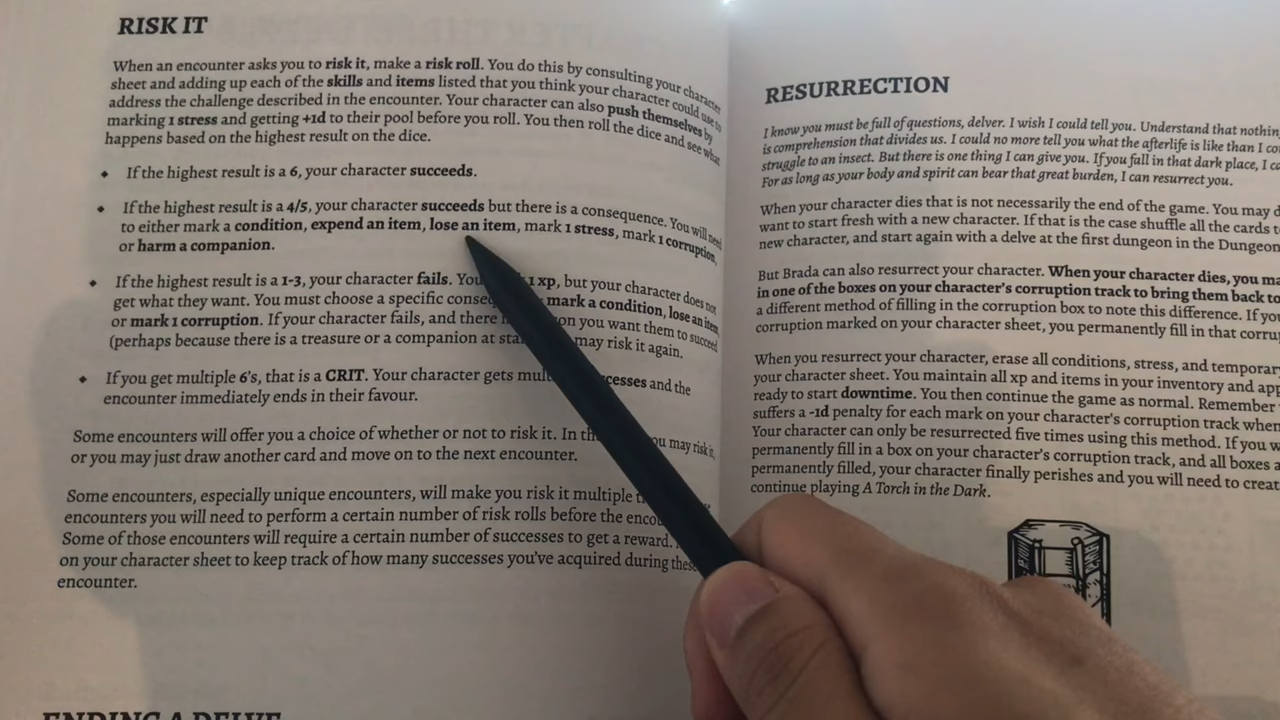 RISK IT
When an encounter asks you to risk it, make a risk roll. You do this by consulting your character
sheet and adding up each of the skills and items listed that you think your character could use to
address the challenge described in the encounter. Your character can also push themselves by
marking 1 stress and getting +1d to their pool before you roll. You then roll the dice and see what
happens based on the highest result on the dice.
If the highest result is a 6, your character succeeds.
If the highest result is a 4/5, your character succeeds but there is a consequence. You will need
to either mark a condition, expend an item, lose an item, mark 1 stress, mark 1 corruption,
or harm a companion.
If the highest result is a 1-3, your character fails. You 1 xp, but your character does not
get what they want. You must choose a specific mark a condition, lose an item,
or mark 1 corruption. If your character fails, and there on you want them to succeed
(perhaps because there is a treasure or a companion at may risk it again.
If you get multiple 6's, that is a CRIT. Your character gets and the
encounter immediately ends in their favour.
Some encounters will offer you a choice of whether or not to risk it. In you may risk it,
or you may just draw another card and move on to the next encounter.
Some encounters, especially unique encounters, will make you risk it multiple
encounters you will need to perform a certain number of risk rolls before the
Some of those encounters will require a certain number of successes to get a reward.
on your character sheet to keep track of how many successes you've acquired during these
encounter.
ENDING A DELVE
RESURRECTION
I know you must be full of questions, delver. I wish I could tell you. Understand that
is comprehension that divides us. I could no more tell you what the afterlife is like than I
struggle to an insect. But there is one thing I can give you. If you fall in that dark place, I
For as long as your body and spirit can bear that great burden, I can resurrect you.
When your character dies that is not necessarily the end of the game. You may
want to start fresh with a new character. If that is the case shuffle all the cards
new character, and start again with a delve at the first dungeon in the
But Brada can also resurrect your character. When your character dies, you
in one of the boxes on your character's corruption track to bring them back
a different method of filling in the corruption box to note this difference. If
corruption marked on your character sheet, you permanently fill in that
When you resurrect your character, erase all conditions, stress, and
your character sheet. You maintain all xp and items in your inventory and
ready to start downtime. You then continue the game as normal. Remember
suffers a -1d penalty for each mark on your character's corruption track
Your character can only be resurrected five times using this method. If you
permanently fill in a box on your character's corruption track, and all boxes
permanently filled, your character finally perishes and you will need to
continue playing A Torch in the Dark.